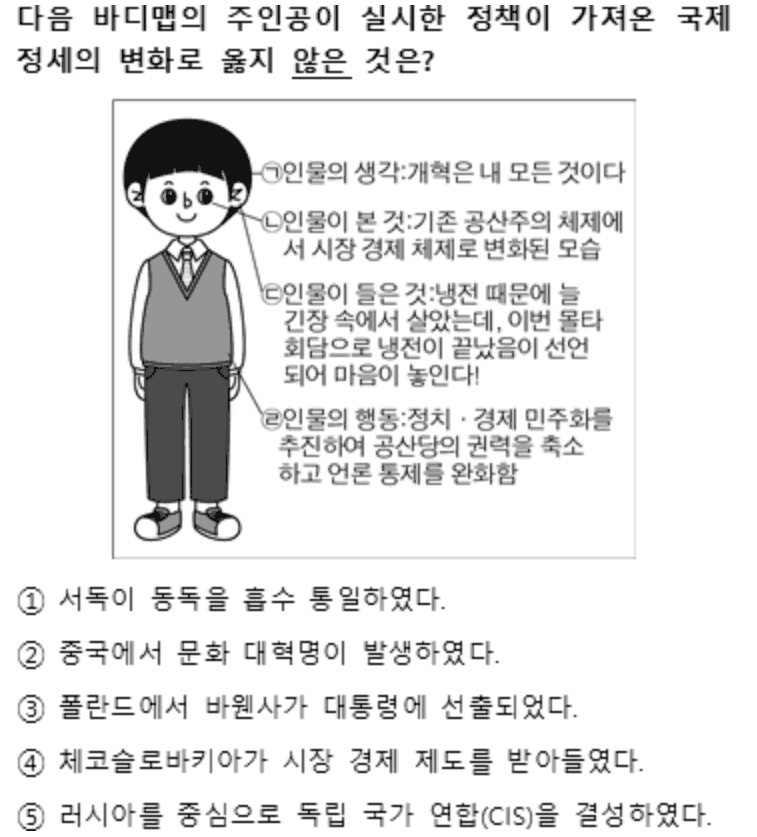 다음 바디맵의 주인공이 실시한 정책이 가져온 국제
정세의 변화로 옳지 않은 것은?
㉠인물의 생각:개혁은 내 모든 것이다
㉡인물이 본 것:기존 공산주의 체제에
서 시장 경제 체제로 변화된 모습
㉢인물이 들은 것:냉전 때문에 늘
긴장 속에서 살았는데, 이번 몰타
회담으로 냉전이 끝났음이 선언
되어 마음이 놓인다!
㉣인물의 행동:정치ㆍ경제 민주화를
추진하여 공산당의 권력을 축소
하고 언론 통제를 완화함
① 서독이 동독을 흡수 통일하였다.
② 중국에서 문화 대혁명이 발생하였다.
③ 폴란드에서 바웬사가 대통령에 선출되었다.
④ 체코슬로바키아가 시장 경제 제도를 받아들였다.
⑤ 러시아를 중심으로 독립 국가 연합(CIS)을 결성하였다.